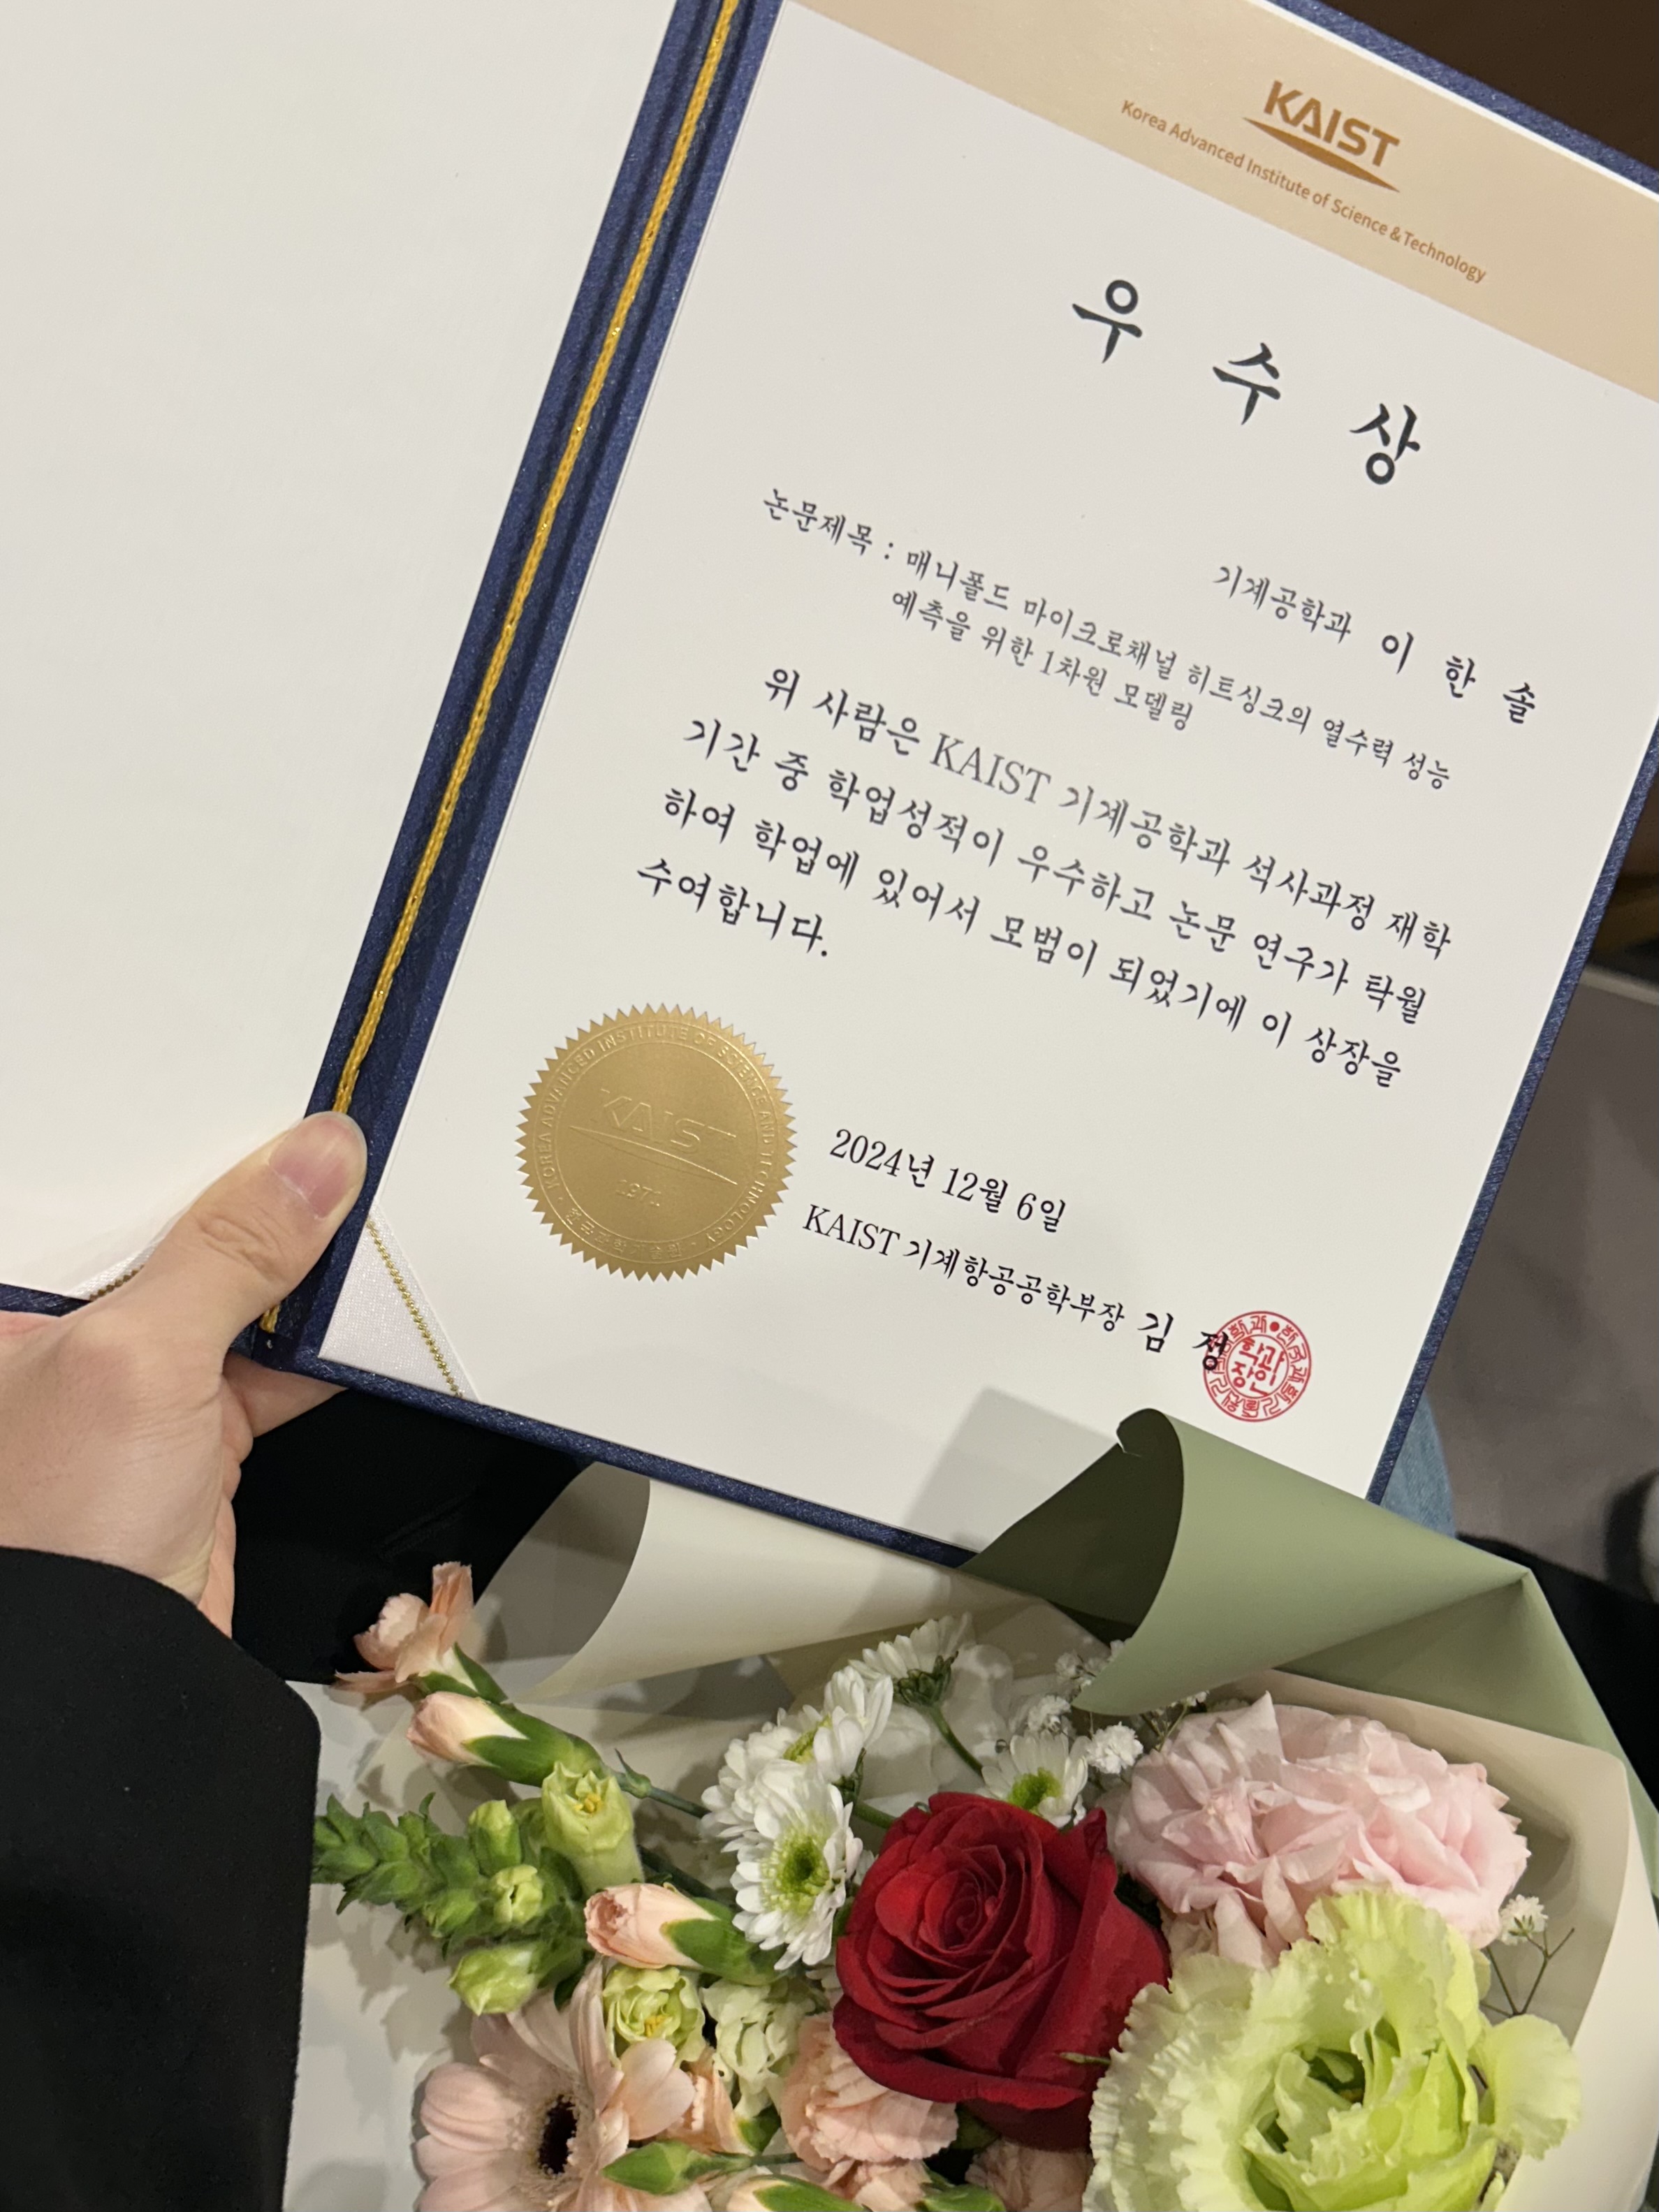 KAIST
Korea Advanced Institute of Science & Technology
우 수 상
기계공학과 이 한 솔
논문제목 : 매니폴드 마이크로채널 히트싱크의 열수력 성능
예측을 위한 1차원 모델링
위 사람은 KAIST 기계공학과 석사과정 재학
기간 중 학업성적이 우수하고 논문 연구가 탁월
하여 학업에 있어서 모범이 되었기에 이 상장을
수여합니다.
KOREA ADVANCED INSTITUTE OF SCIENCE AND TECHNOLOGY
KAIST
1971
한국과학기술원
2024년 12월 6일
KAIST 기계항공공학부장 김 정
학과
장인